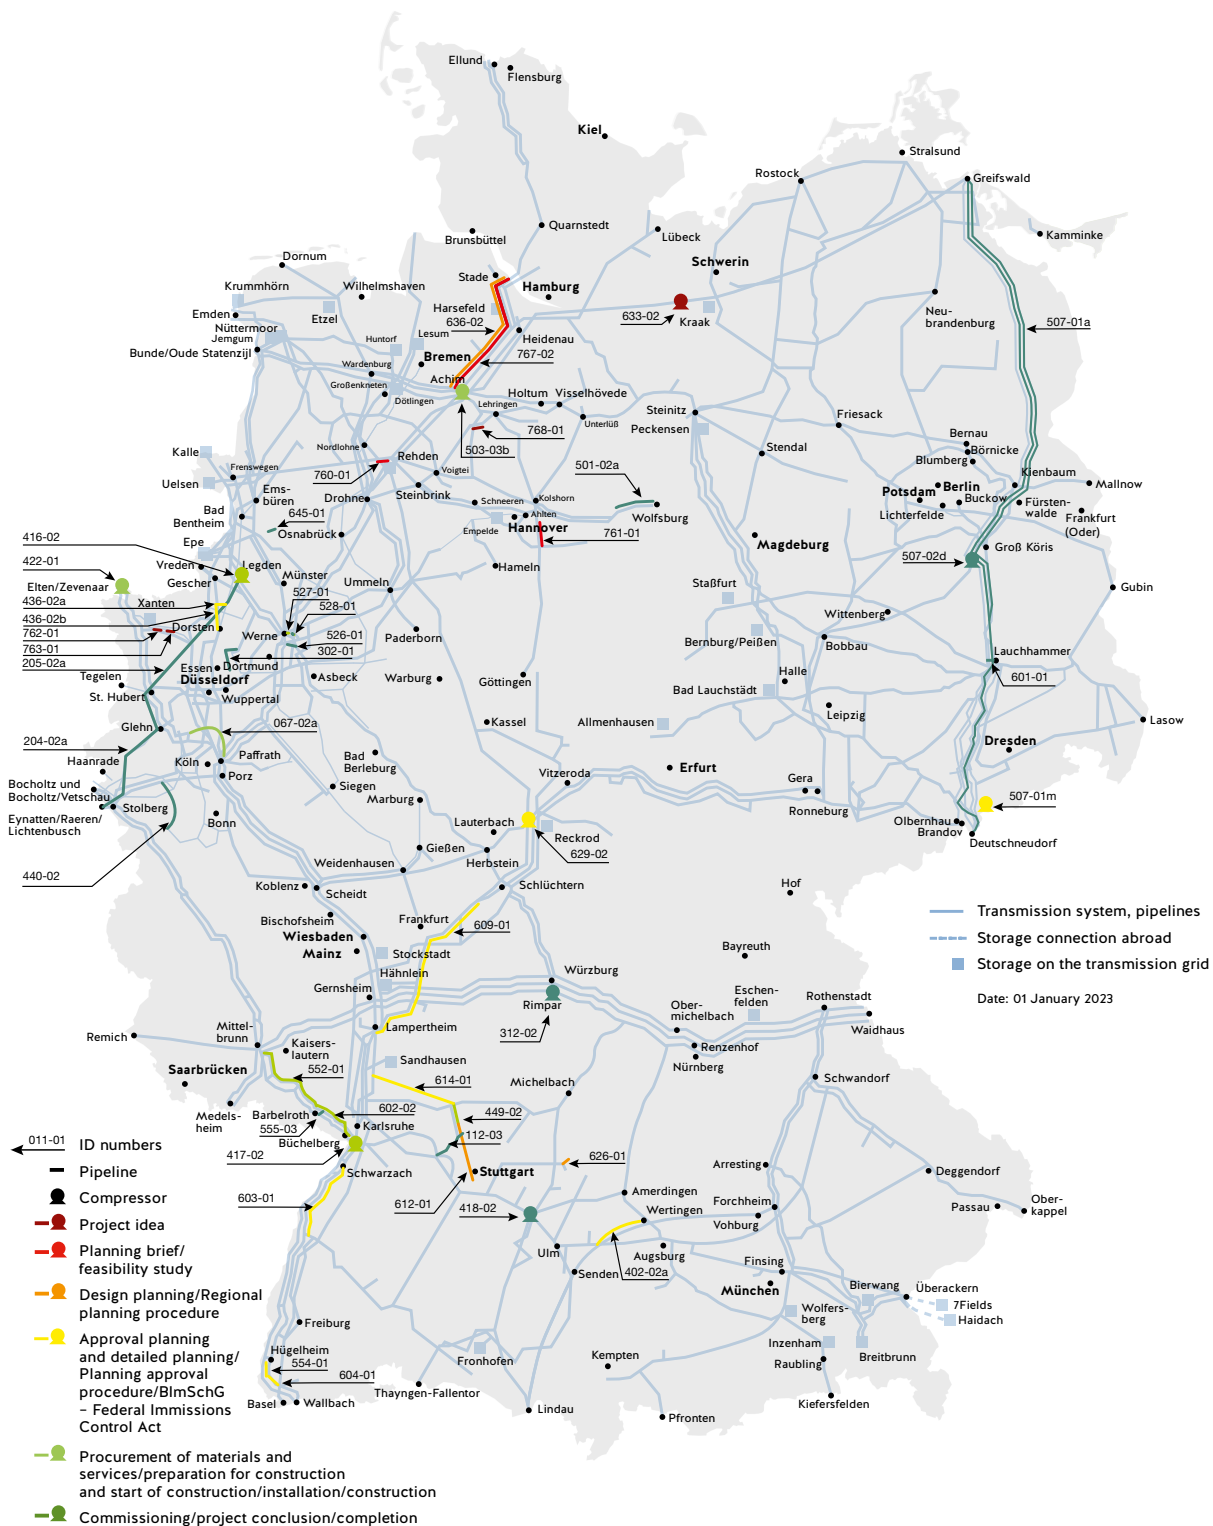 Ellund
Flensburg
Kiel
Stralsund
Rostock
Greifswald
Quarnstedt
Brunsbüttel
Lübeck
Kamminke
Dornum
Schwerin
Stade
Krummhörn
Wilhelmshaven
Hamburg
Emden
Etzel
Harsefeld
636-02
633-02
Kraak
Neu-
brandenburg
507-01a
Nüttermoor
Jemgum
Huntorf
Lesum
Heidenau
Bunde/Oude Statenzijl
Bremen
767-02
Wardenburg
Achim
Großenkneten
Dötlingen
Holtum
Visselhövede
Lehringen
Unterlüß
Steinitz
Peckensen
Friesack
768-01
Nordlohne
503-03b
Stendal
Bernau
Börnicke
Blumberg
Kalle
Rehden
Frenswegen
760-01
Voigtei
501-02a
Kienbaum
Uelsen
Ems-
büren
Drohne
Steinbrink
Schneeren
Kolshorn
Potsdam
Berlin
Buckow
Mallnow
Lichterfelde
Fürsten-
walde
Frankfurt
(Oder)
Bad
Bentheim
645-01
Osnabrück
Ahlten
Empelde
Hannover
Wolfsburg
761-01
Magdeburg
416-02
Epe
422-01
Vreden
Legden
Gescher
Münster
Ummeln
Hameln
507-02d
Groß Köris
Elten/Zevenaar
436-02a
Xanten
527-01
528-01
Staßfurt
Gubin
436-02b
762-01
Dorsten
Werne
526-01
Paderborn
Wittenberg
Bernburg/Peißen
Bobbau
763-01
302-01
205-02a
Essen
Dortmund
Lauchhammer
Tegelen
Düsseldorf
Asbeck
Warburg
Göttingen
Halle
Bad Lauchstädt
601-01
St. Hubert
Wuppertal
Leipzig
Glehn
067-02a
Kassel
Allmenhausen
Lasow
204-02a
Haanrade
Köln
Paffrath
Bad
Berleburg
Dresden
Porz
Siegen
Vitzeroda
Erfurt
Gera
Bocholtz und
Bocholtz/Vetschau
Marburg
Ronneburg
507-01m
Stolberg
Eynatten/Raeren/
Lichtenbusch
Bonn
Lauterbach
Reckrod
Olbernhau
Brandov
Deutschneudorf
440-02
Gießen
Weidenhausen
Herbstein
629-02
Koblenz
Scheidt
Schlüchtern
Hof
Bischofsheim
Frankfurt
609-01
Wiesbaden
Mainz
Stockstadt
Bayreuth
Hähnlein
Gernsheim
Würzburg
Rimpar
Eschen-
felden
Ober-
michelbach
Rothenstadt
Waidhaus
Transmission system, pipelines
Storage connection abroad
Storage on the transmission grid
Date: 01 January 2023
Remich
Mittel-
brunn
Lampertheim
312-02
Kaisers-
lautern
Sandhausen
Renzenhof
Nürnberg
Saarbrücken
552-01
614-01
Michelbach
Schwandorf
Medels-
heim
Barbelroth
602-02
449-02
555-03
Karlsruhe
Büchelberg
112-03
417-02
Schwarzach
Stuttgart
626-01
Arresting
Deggendorf
603-01
612-01
418-02
Amerdingen
Forchheim
Wertingen
Vohburg
Passau
Ober-
kappel
Ulm
Augsburg
Finsing
Senden
402-02a
München
Bierwang
Überackern
7Fields
Haidach
Freiburg
Wolfers-
berg
Hügelheim
554-01
Fronhofen
Kempten
Inzenham
Raubling
Breitbrunn
604-01
Basel
Wallbach
Thayngen-Fallentor
Lindau
Pfronten
Kiefersfelden
011-01
ID numbers
Pipeline
Compressor
Project idea
Planning brief/
feasibility study
Design planning/Regional
planning procedure
Approval planning
and detailed planning/
Planning approval
procedure/BImSchG
– Federal Immissions
Control Act
Procurement of materials and
services/preparation for construction
and start of construction/installation/construction
Commissioning/project conclusion/completion